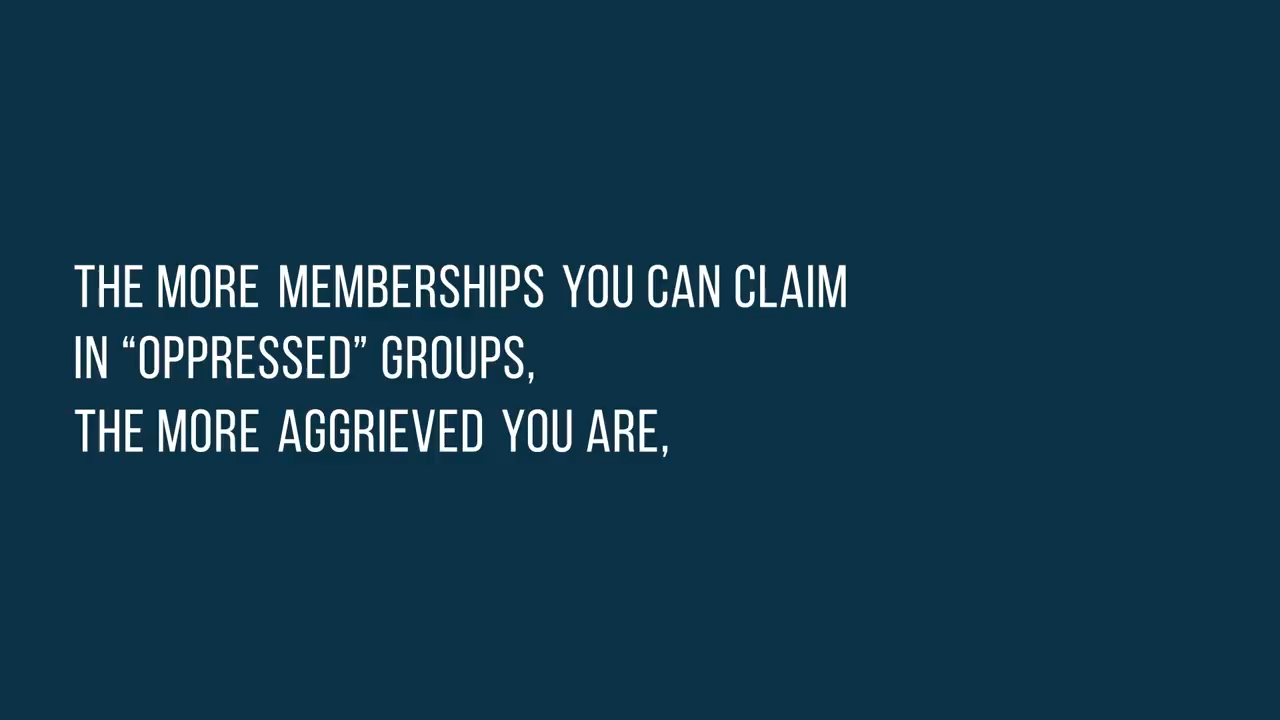 THE MORE MEMBERSHIPS YOU CAN CLAIM
IN “OPPRESSED” GROUPS,
THE MORE AGGRIEVED YOU ARE,